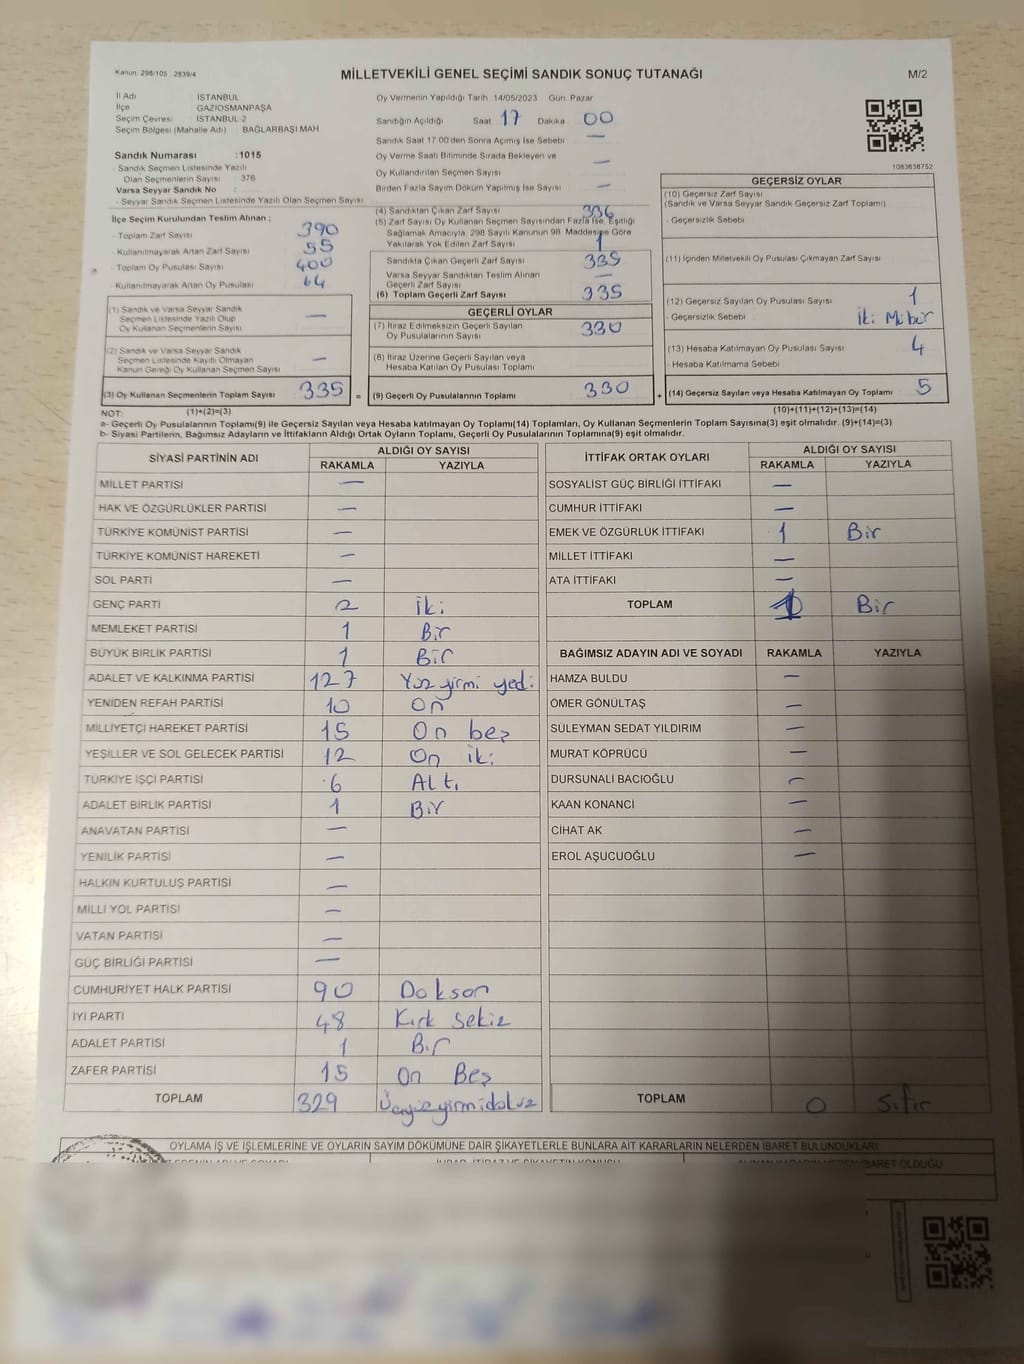 Kanun. 298/105 . 2839/4
MİLLETVEKİLİ GENEL SEÇİMİ SANDIK SONUÇ TUTANAĞI
M/2
İl Adı İSTANBUL
İlçe GAZİOSMANPAŞA
Seçim Çevresi İSTANBUL-2
Seçim Bölgesi (Mahalle Adı) BAĞLARBAŞI MAH
Sandık Numarası :1015
- Sandık Seçmen Listesinde Yazılı
Olan Seçmenlerin Sayısı 376
Varsa Seyyar Sandık No :
- Seyyar Sandık Seçmen Listesinde Yazılı Olan Seçmen Sayısı
Oy Vermenin Yapıldığı Tarih 14/05/2023 Gün: Pazar
Sandığın Açıldığı Saat 17 Dakika 00
Sandık Saat 17:00'den Sonra Açılmış İse Sebebi —
Oy Verme Saati Bitiminde Sırada Bekleyen ve
Oy Kullandırılan Seçmen Sayısı —
Birden Fazla Sayım Döküm Yapılmış İse Sayısı —
1083638752
İlçe Seçim Kurulundan Teslim Alınan ;
- Toplam Zarf Sayısı 390
- Kullanılmayarak Artan Zarf Sayısı 55
- Toplam Oy Pusulası Sayısı 400
- Kullanılmayarak Artan Oy Pusulası 64
(1) Sandık ve Varsa Seyyar Sandık
Seçmen Listesinde Yazılı Olup
Oy Kullanan Seçmenlerin Sayısı —
(2) Sandık ve Varsa Seyyar Sandık
Seçmen Listesinde Kayıtlı Olmayan
Kanun Gereği Oy Kullanan Seçmen Sayısı —
(3) Oy Kullanan Seçmenlerin Toplam Sayısı 335 =
(4) Sandıktan Çıkan Zarf Sayısı 336
(5) Zarf Sayısı Oy Kullanan Seçmen Sayısından Fazla İse, Eşitliği
Sağlamak Amacıyla, 298 Sayılı Kanunun 98. Maddesine Göre
Yakılarak Yok Edilen Zarf Sayısı 1
Sandıkta Çıkan Geçerli Zarf Sayısı 335
Varsa Seyyar Sandıktan Teslim Alınan
Geçerli Zarf Sayısı —
(6) Toplam Geçerli Zarf Sayısı 335
GEÇERLİ OYLAR
(7) İtiraz Edilmeksizin Geçerli Sayılan
Oy Pusulalarının Sayısı 330
(8) İtiraz Üzerine Geçerli Sayılan veya
Hesaba Katılan Oy Pusulası Toplamı
(9) Geçerli Oy Pusulalarının Toplamı 330 +
GEÇERSİZ OYLAR
(10) Geçersiz Zarf Sayısı
(Sandık ve Varsa Seyyar Sandık Geçersiz Zarf Toplamı)
- Geçersizlik Sebebi
(11) İçinden Milletvekili Oy Pusulası Çıkmayan Zarf Sayısı
(12) Geçersiz Sayılan Oy Pusulası Sayısı 1
- Geçersizlik Sebebi İki Mühür
(13) Hesaba Katılmayan Oy Pusulası Sayısı 4
- Hesaba Katılmama Sebebi
(14) Geçersiz Sayılan veya Hesaba Katılmayan Oy Toplamı 5
NOT: (1)+(2)=(3) (10)+(11)+(12)+(13)=(14)
a- Geçerli Oy Pusulalarının Toplamı(9) ile Geçersiz Sayılan veya Hesaba Katılmayan Oy Toplamı(14) Toplamları, Oy Kullanan Seçmenlerin Toplam Sayısına(3) eşit olmalıdır. (9)+(14)=(3)
b- Siyasi Partilerin, Bağımsız Adayların ve İttifakların Aldığı Ortak Oyların Toplamı, Geçerli Oy Pusulalarının Toplamına(9) eşit olmalıdır.
SİYASİ PARTİNİN ADI ALDIĞI OY SAYISI
RAKAMLA YAZIYLA
MİLLET PARTİSİ —
HAK VE ÖZGÜRLÜKLER PARTİSİ —
TÜRKİYE KOMÜNİST PARTİSİ —
TÜRKİYE KOMÜNİST HAREKETİ —
SOL PARTİ —
GENÇ PARTİ 2 İki
MEMLEKET PARTİSİ 1 Bir
BÜYÜK BİRLİK PARTİSİ 1 Bir
ADALET VE KALKINMA PARTİSİ 127 Yüz yirmi yedi
YENİDEN REFAH PARTİSİ 10 On
MİLLİYETÇİ HAREKET PARTİSİ 15 On beş
YEŞİLLER VE SOL GELECEK PARTİSİ 12 On iki
TÜRKİYE İŞÇİ PARTİSİ 6 Altı
ADALET BİRLİK PARTİSİ 1 Bir
ANAVATAN PARTİSİ —
YENİLİK PARTİSİ —
HALKIN KURTULUŞ PARTİSİ —
MİLLİ YOL PARTİSİ —
VATAN PARTİSİ —
GÜÇ BİRLİĞİ PARTİSİ —
CUMHURİYET HALK PARTİSİ 90 Doksan
İYİ PARTİ 48 Kırk sekiz
ADALET PARTİSİ 1 Bir
ZAFER PARTİSİ 15 On Beş
TOPLAM 329 Üçyüzyirmidokuz
İTTİFAK ORTAK OYLARI ALDIĞI OY SAYISI
RAKAMLA YAZIYLA
SOSYALİST GÜÇ BİRLİĞİ İTTİFAKI —
CUMHUR İTTİFAKI —
EMEK VE ÖZGÜRLÜK İTTİFAKI 1 Bir
MİLLET İTTİFAKI —
ATA İTTİFAKI —
TOPLAM 1 Bir
BAĞIMSIZ ADAYIN ADI VE SOYADI RAKAMLA YAZIYLA
HAMZA BULDU —
ÖMER GÖNÜLTAŞ —
SÜLEYMAN SEDAT YILDIRIM —
MURAT KÖPRÜCÜ —
DURSUNALİ BACIOĞLU —
KAAN KONANCİ —
CİHAT AK —
EROL AŞUCUOĞLU —
TOPLAM 0 Sıfır
OYLAMA İŞ VE İŞLEMLERİNE VE OYLARIN SAYIM DÖKÜMÜNE DAİR ŞİKAYETLERLE BUNLARA AİT KARARLARIN NELERDEN İBARET BULUNDUKLARI